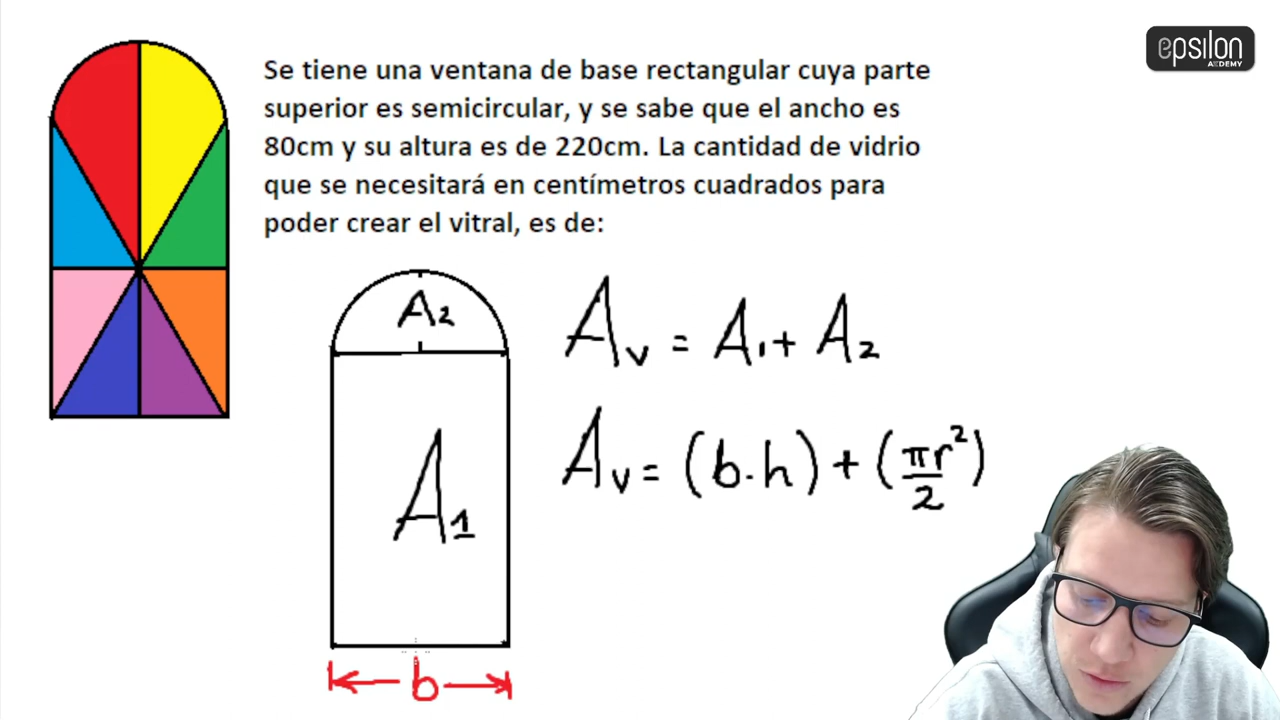 epsilon
AKDEMY
Se tiene una ventana de base rectangular cuya parte
superior es semicircular, y se sabe que el ancho es
80cm y su altura es de 220cm. La cantidad de vidrio
que se necesitará en centímetros cuadrados para
poder crear el vitral, es de:
A2
Av = A1 + A2
A1
Av = (b·h) + (πr²/2)
b